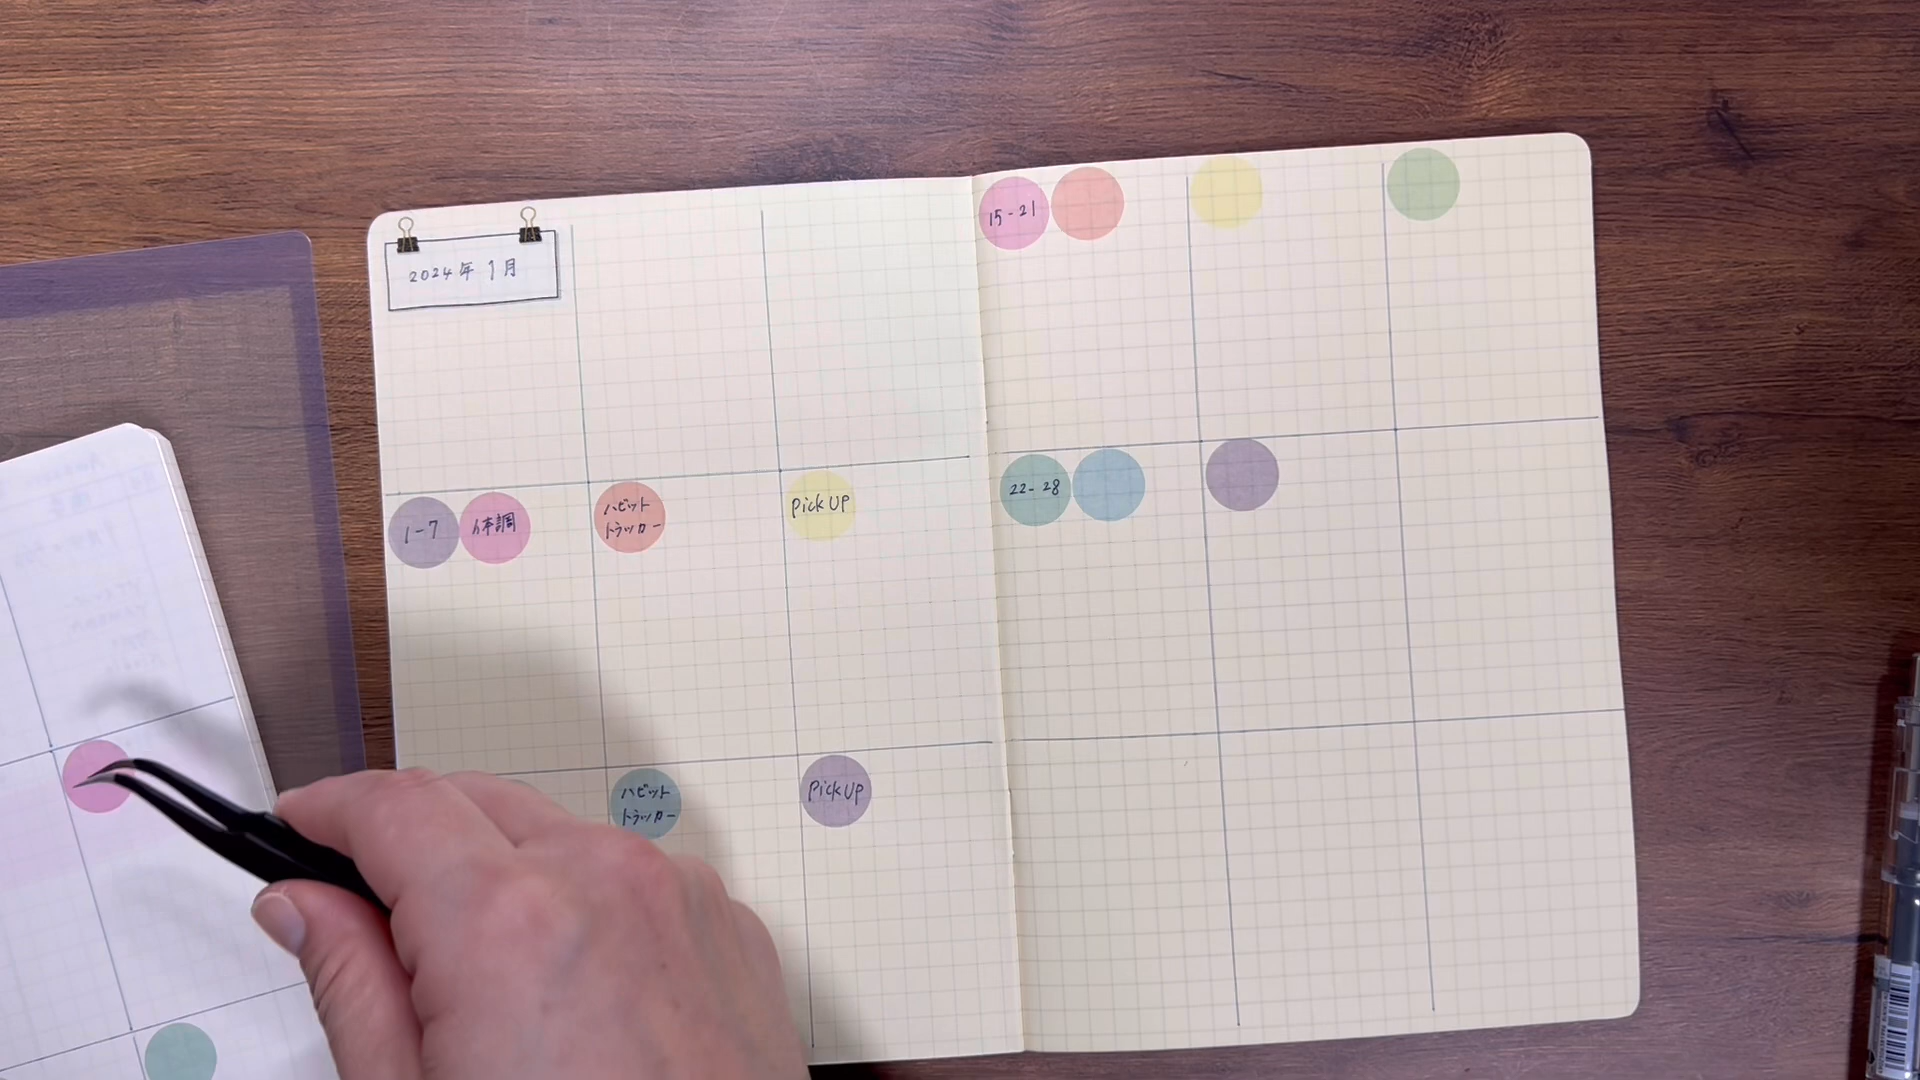 2024年 1月
1-7
体調
ハビット
トラッカー
Pick UP
ハビット
トラッカー
Pick UP
15-21
22-28